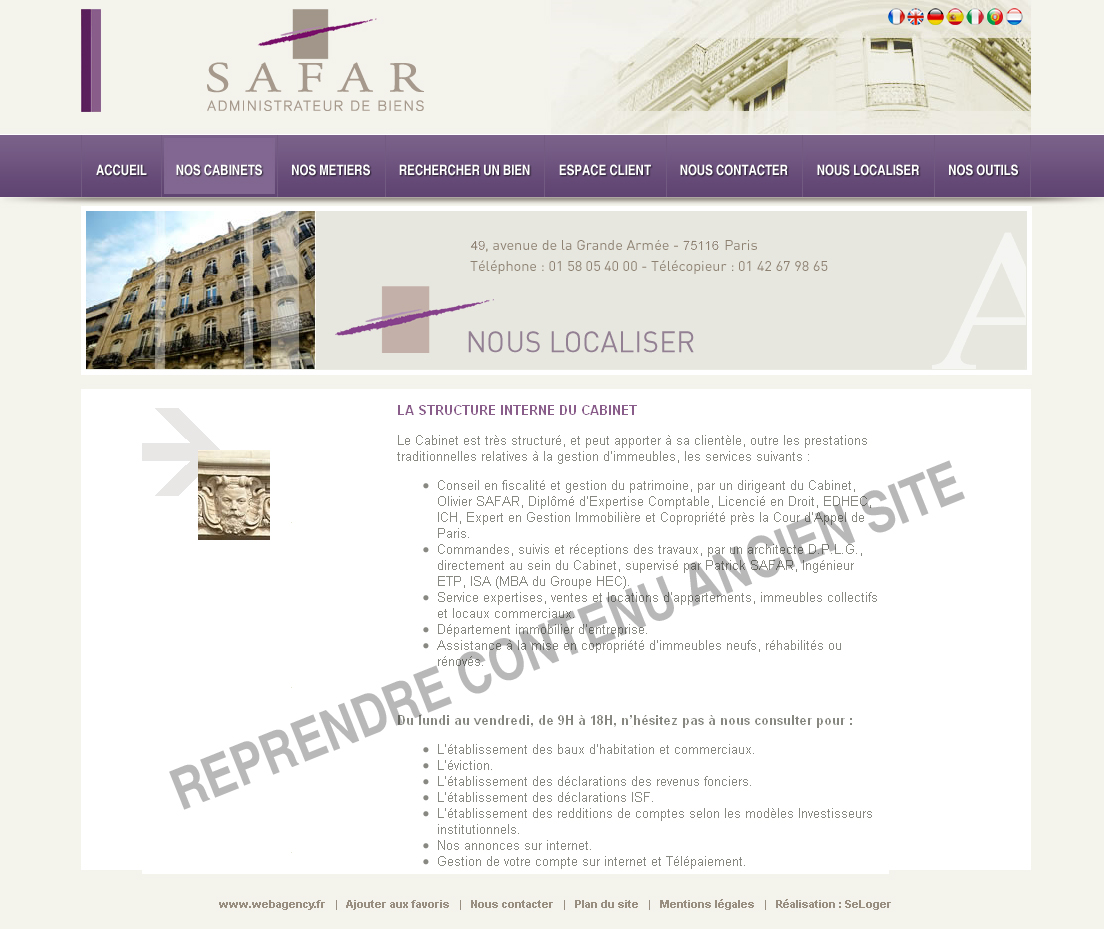 SAFAR
ADMINISTRATEUR DE BIENS
ACCUEIL
NOS CABINETS
NOS METIERS
RECHERCHER UN BIEN
ESPACE CLIENT
NOUS CONTACTER
NOUS LOCALISER
NOS OUTILS
49, avenue de la Grande Armée - 75116 Paris
Téléphone : 01 58 05 40 00 - Télécopieur : 01 42 67 98 65
NOUS LOCALISER
A
LA STRUCTURE INTERNE DU CABINET
Le Cabinet est très structuré, et peut apporter à sa clientèle, outre les prestations
traditionnelles relatives à la gestion d'immeubles, les services suivants :
Conseil en fiscalité et gestion du patrimoine, par un dirigeant du Cabinet,
Olivier SAFAR, Diplômé d'Expertise Comptable, Licencié en Droit, EDHEC,
ICH, Expert en Gestion Immobilière et Copropriété près la Cour d'Appel de
Paris.
Commandes, suivis et réceptions des travaux, par un architecte D.P.L.G.,
directement au sein du Cabinet, supervisé par Patrick SAFAR, Ingénieur
ETP, ISA (MBA du Groupe HEC).
Service expertises, ventes et locations d'appartements, immeubles collectifs
et locaux commerciaux.
Département immobilier d'entreprise.
Assistance à la mise en copropriété d'immeubles neufs, réhabilités ou
rénovés.
REPRENDRE CONTENU ANCIEN SITE
Du lundi au vendredi, de 9H à 18H, n'hésitez pas à nous consulter pour :
L'établissement des baux d'habitation et commerciaux.
L'éviction.
L'établissement des déclarations des revenus fonciers.
L'établissement des déclarations ISF.
L'établissement des redditions de comptes selon les modèles Investisseurs
institutionnels.
Nos annonces sur internet.
Gestion de votre compte sur internet et Télépaiement.
www.webagency.fr | Ajouter aux favoris | Nous contacter | Plan du site | Mentions légales | Réalisation : SeLoger